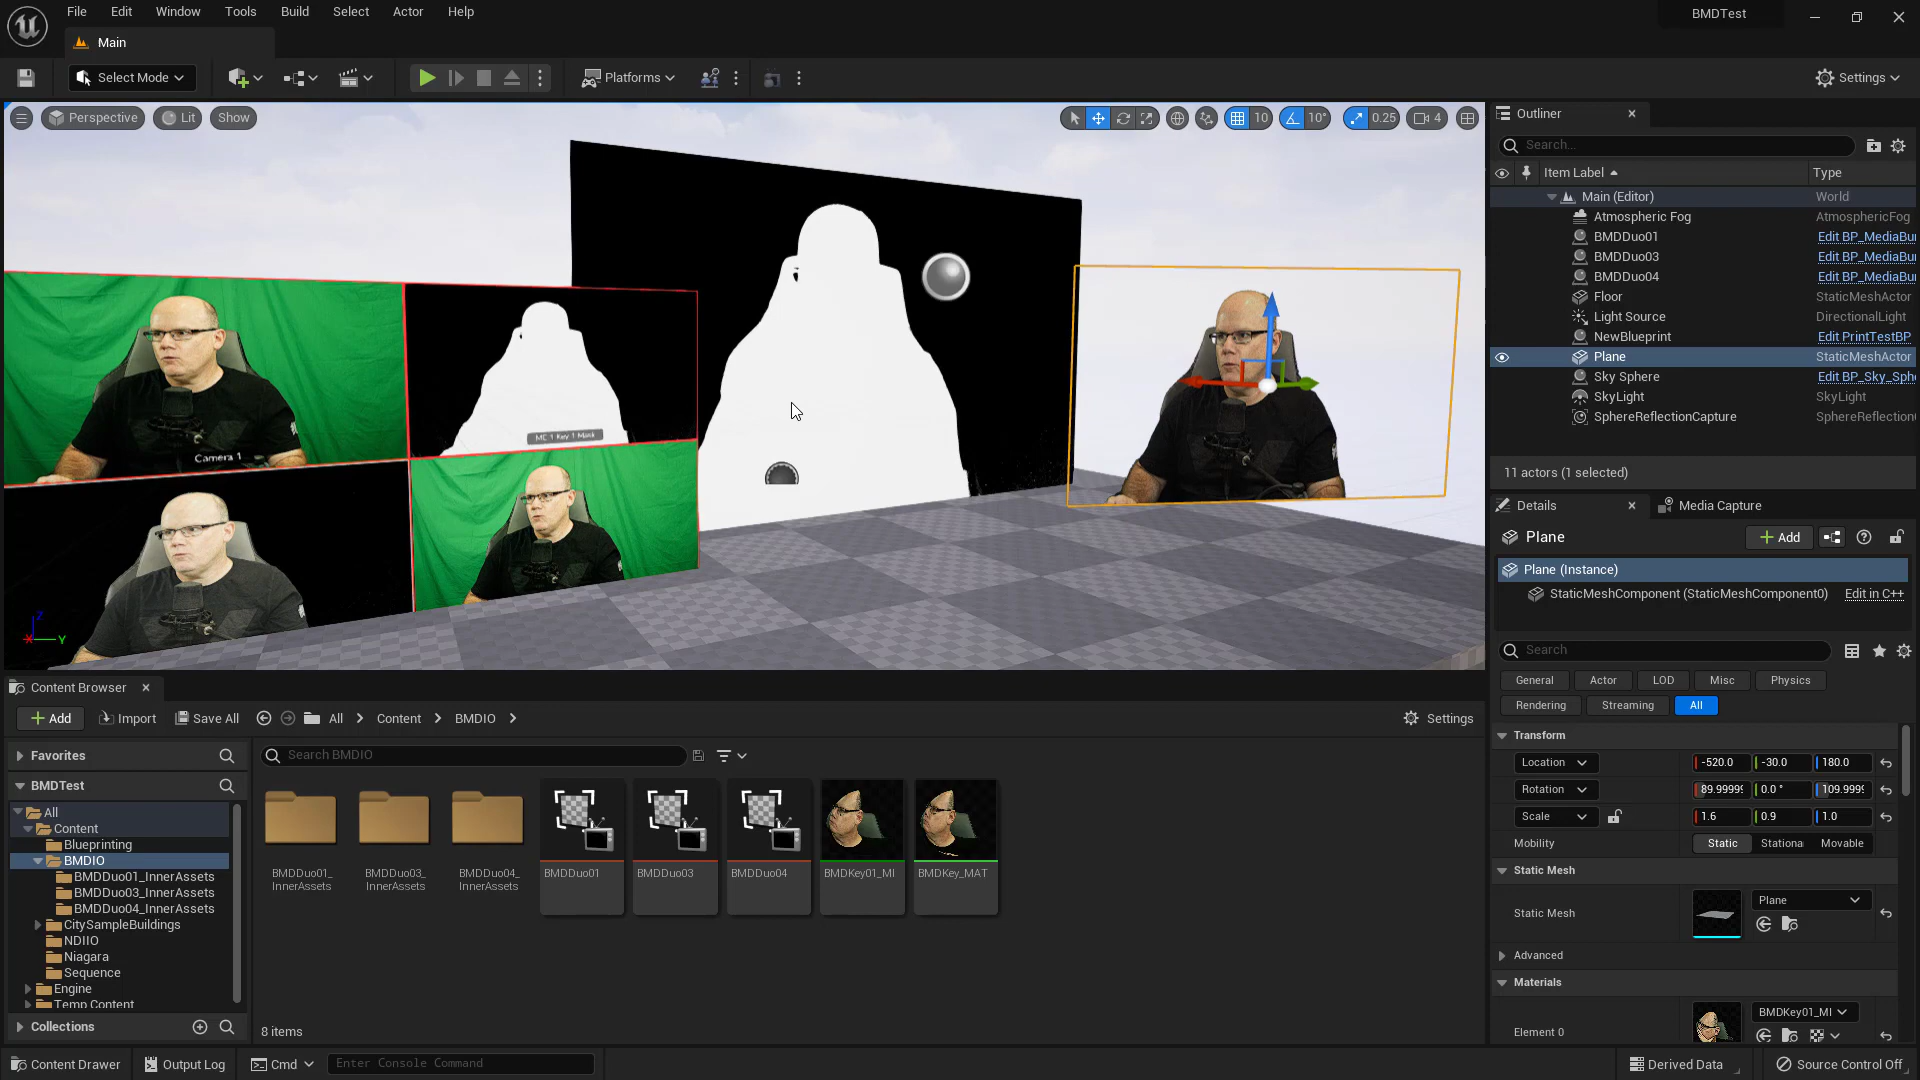 File Edit Window Tools Build Select Actor Help
BMDTest
Main
Select Mode
Platforms
Settings
Perspective
Lit
Show
10
10°
0.25
4
Camera 1
MC 1 Key 1 Mask
Z
X
Y
Outliner
Search...
Item Label
Type
Main (Editor) World
Atmospheric Fog AtmosphericFog
BMDDuo01 Edit BP_MediaBu
BMDDuo03 Edit BP_MediaBu
BMDDuo04 Edit BP_MediaBu
Floor StaticMeshActor
Light Source DirectionalLight
NewBlueprint Edit PrintTestBP
Plane StaticMeshActor
Sky Sphere Edit BP_Sky_Sph
SkyLight SkyLight
SphereReflectionCapture SphereReflection
11 actors (1 selected)
Details
Media Capture
Plane
Add
Plane (Instance)
StaticMeshComponent (StaticMeshComponent0) Edit in C++
Search
General Actor LOD Misc Physics
Rendering Streaming All
Transform
Location -520.0 -30.0 180.0
Rotation 89.9999 0.0 ° 109.999
Scale 1.6 0.9 1.0
Mobility Static Stationa Movable
Static Mesh
Static Mesh Plane
Advanced
Materials
Element 0 BMDKey01_MI
Content Browser
Add Import Save All All Content BMDIO
Settings
Favorites
BMDTest
All
Content
Blueprinting
BMDIO
BMDDuo01_InnerAssets
BMDDuo03_InnerAssets
BMDDuo04_InnerAssets
CitySampleBuildings
NDIIO
Niagara
Sequence
Engine
Temp Content
Collections
Search BMDIO
BMDDuo01_
InnerAssets
BMDDuo03_
InnerAssets
BMDDuo04_
InnerAssets
BMDDuo01
BMDDuo03
BMDDuo04
BMDKey01_MI
BMDKey_MAT
8 items
Content Drawer Output Log Cmd Enter Console Command
Derived Data Source Control Off